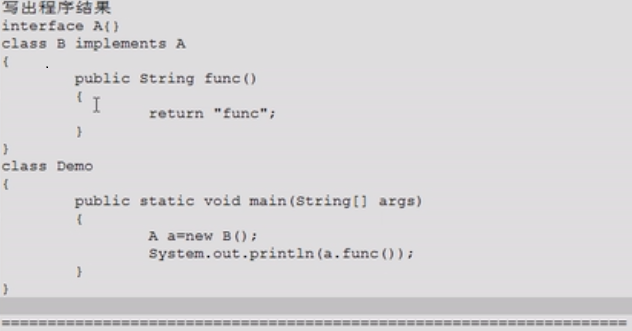 写出程序结果
interface A{}
class B implements A
{
public String func()
{
return "func";
}
}
class Demo
{
public static void main(String[] args)
{
A a=new B();
System.out.println(a.func());
}
}
======================================================================